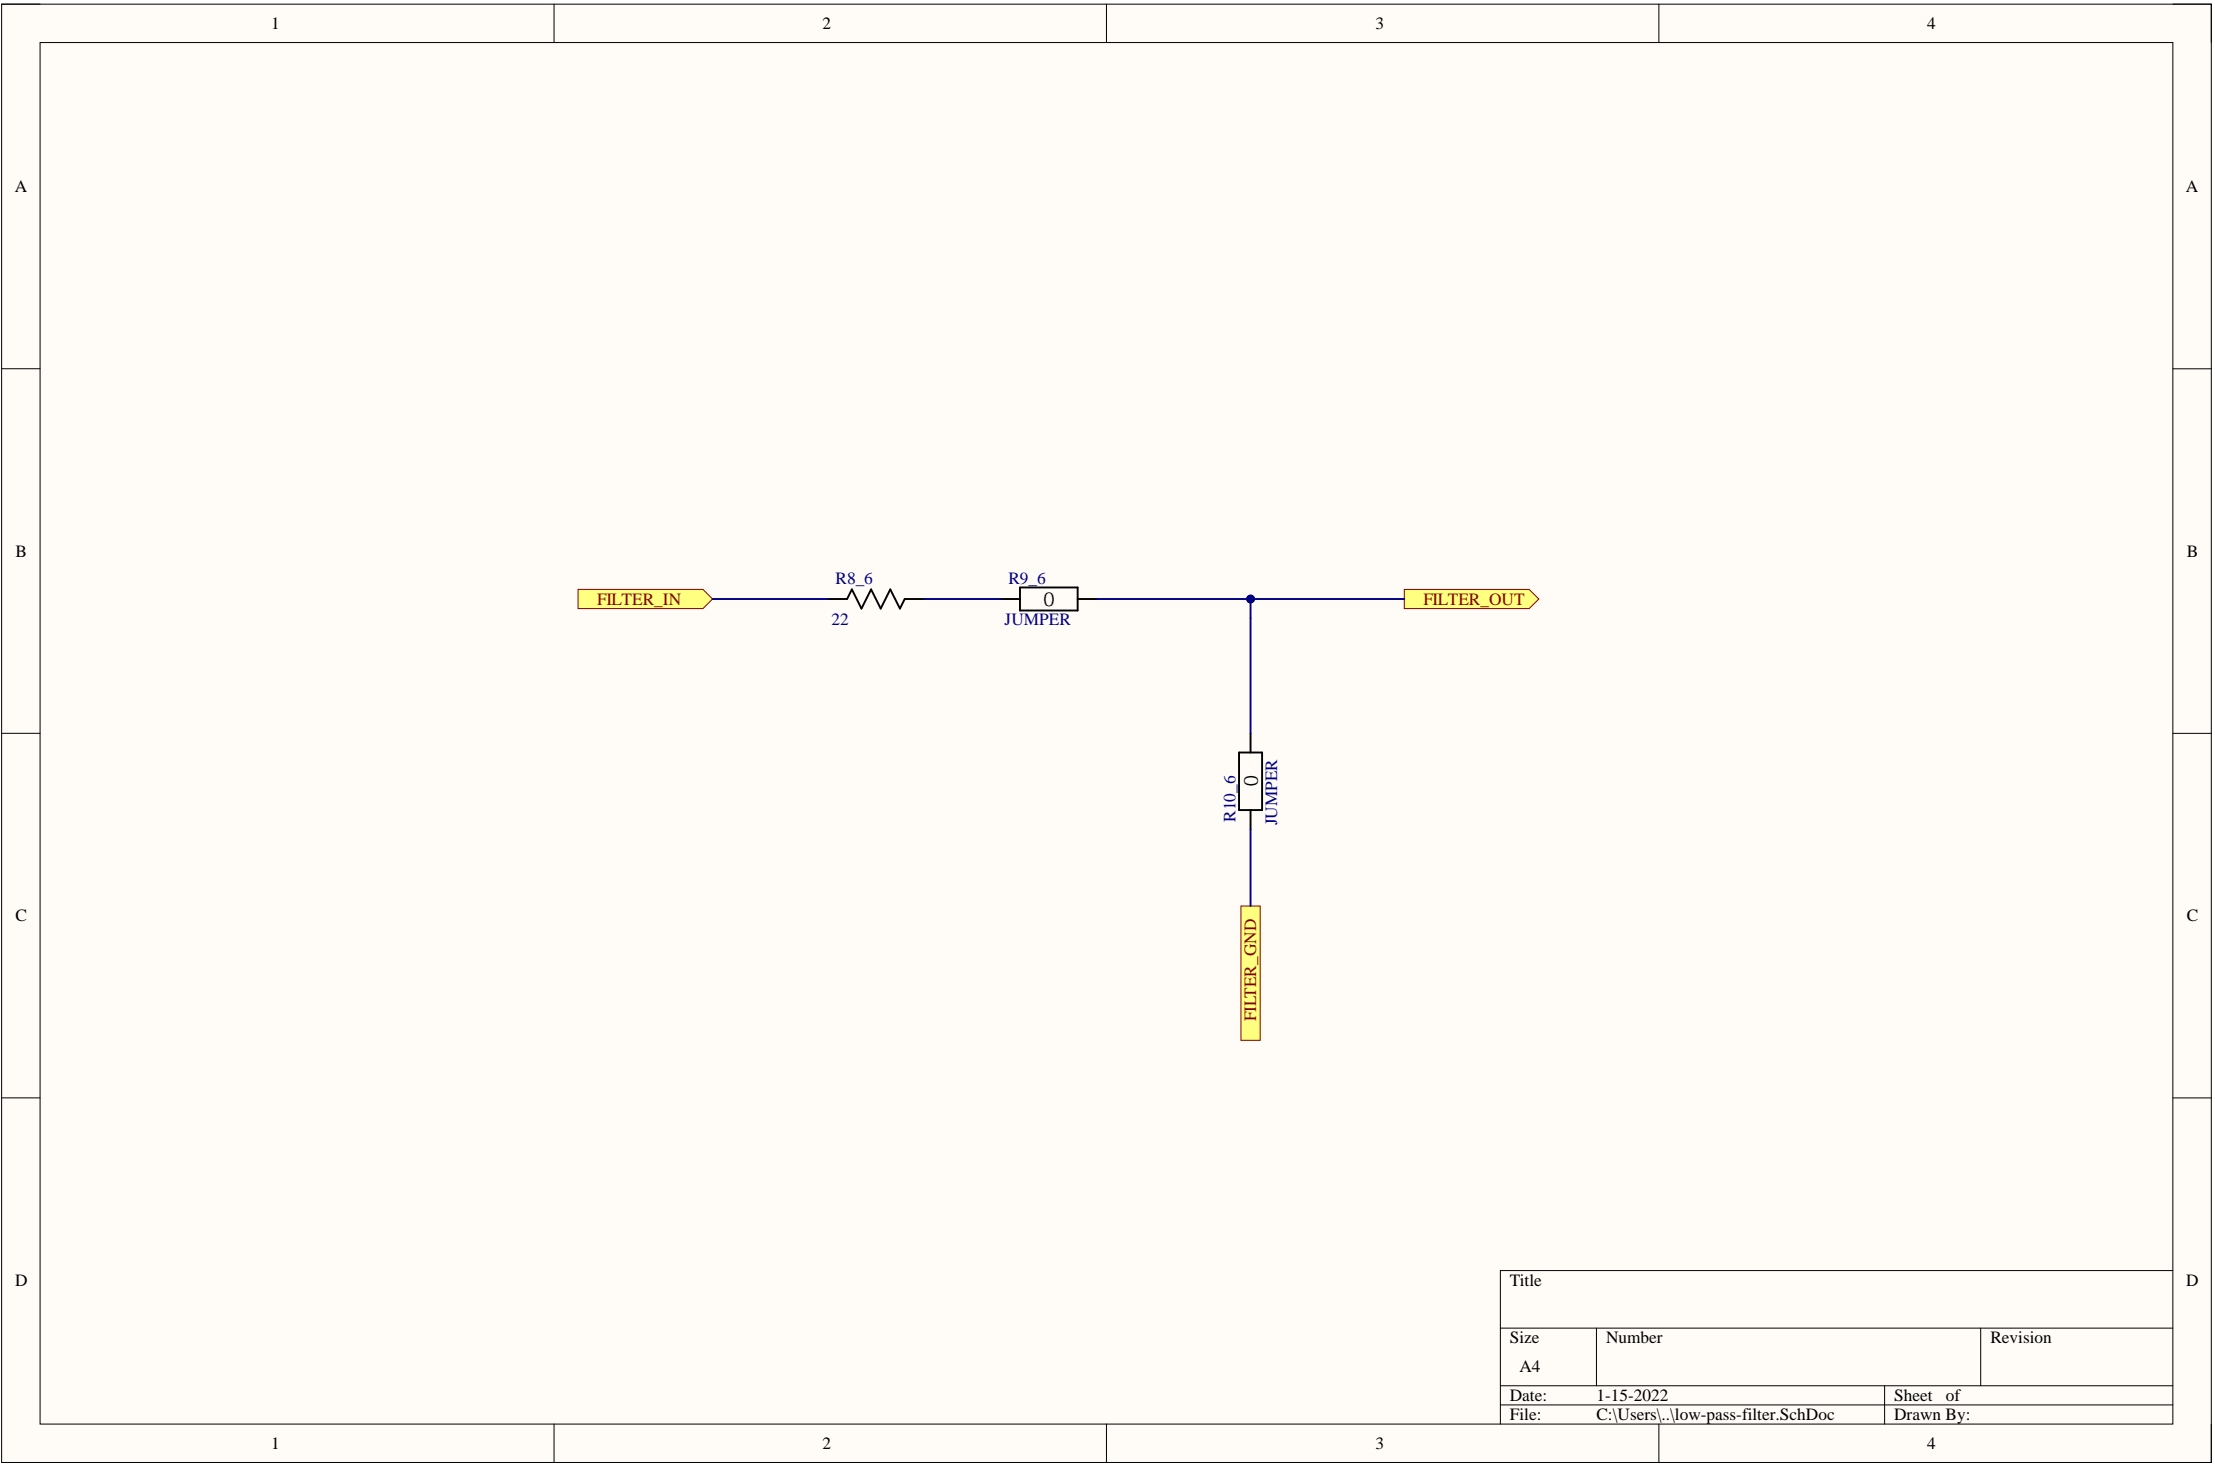 1 2 3 4
A A
B B
R8_6 R9_6
FILTER_IN 0 FILTER_OUT
22 JUMPER
R10_6 0 JUMPER
C C
FILTER_GND
D D
Title
Size Number Revision
A4
Date: 1-15-2022 Sheet of
File: C:\Users\..\low-pass-filter.SchDoc Drawn By:
1 2 3 4